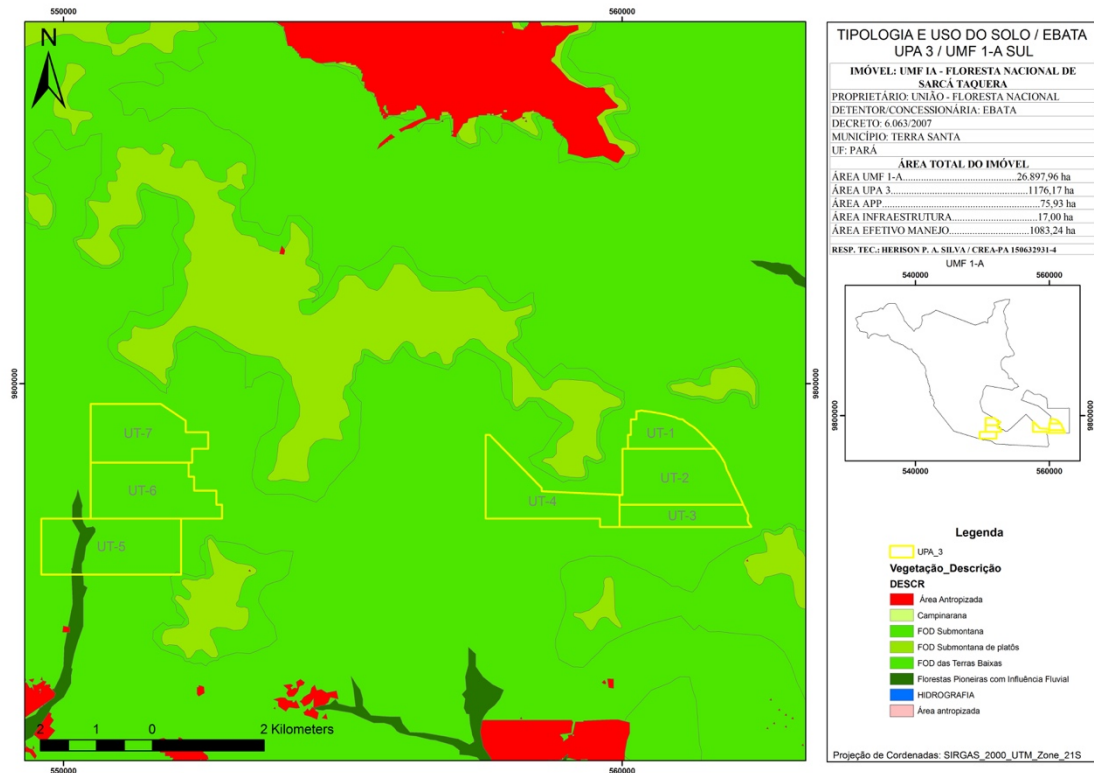 550000
560000
N
9800000
9800000
UT-7
UT-6
UT-5
UT-4
UT-1
UT-2
UT-3
2 1 0 2 Kilometers
550000
560000
TIPOLOGIA E USO DO SOLO / EBATA
UPA 3 / UMF 1-A SUL
IMÓVEL: UMF IA - FLORESTA NACIONAL DE
SARCÁ TAQUERA
PROPRIETÁRIO: UNIÃO - FLORESTA NACIONAL
DETENTOR/CONCESSIONÁRIA: EBATA
DECRETO: 6.063/2007
MUNICÍPIO: TERRA SANTA
UF: PARÁ
ÁREA TOTAL DO IMÓVEL
ÁREA UMF 1-A..............................................26.897,96 ha
ÁREA UPA 3....................................................1176,17 ha
ÁREA APP............................................................75,93 ha
ÁREA INFRAESTRUTURA.................................17,00 ha
ÁREA EFETIVO MANEJO.................................1083,24 ha
RESP. TEC.: HERISON P. A. SILVA / CREA-PA 150632931-4
UMF 1-A
540000
560000
9800000
9800000
540000
560000
Legenda
UPA_3
Vegetação_Descrição
DESCR
Área Antropizada
Campinarana
FOD Submontana
FOD Submontana de platôs
FOD das Terras Baixas
Florestas Pioneiras com Influência Fluvial
HIDROGRAFIA
Área antropizada
Projeção de Cordenadas: SIRGAS_2000_UTM_Zone_21S